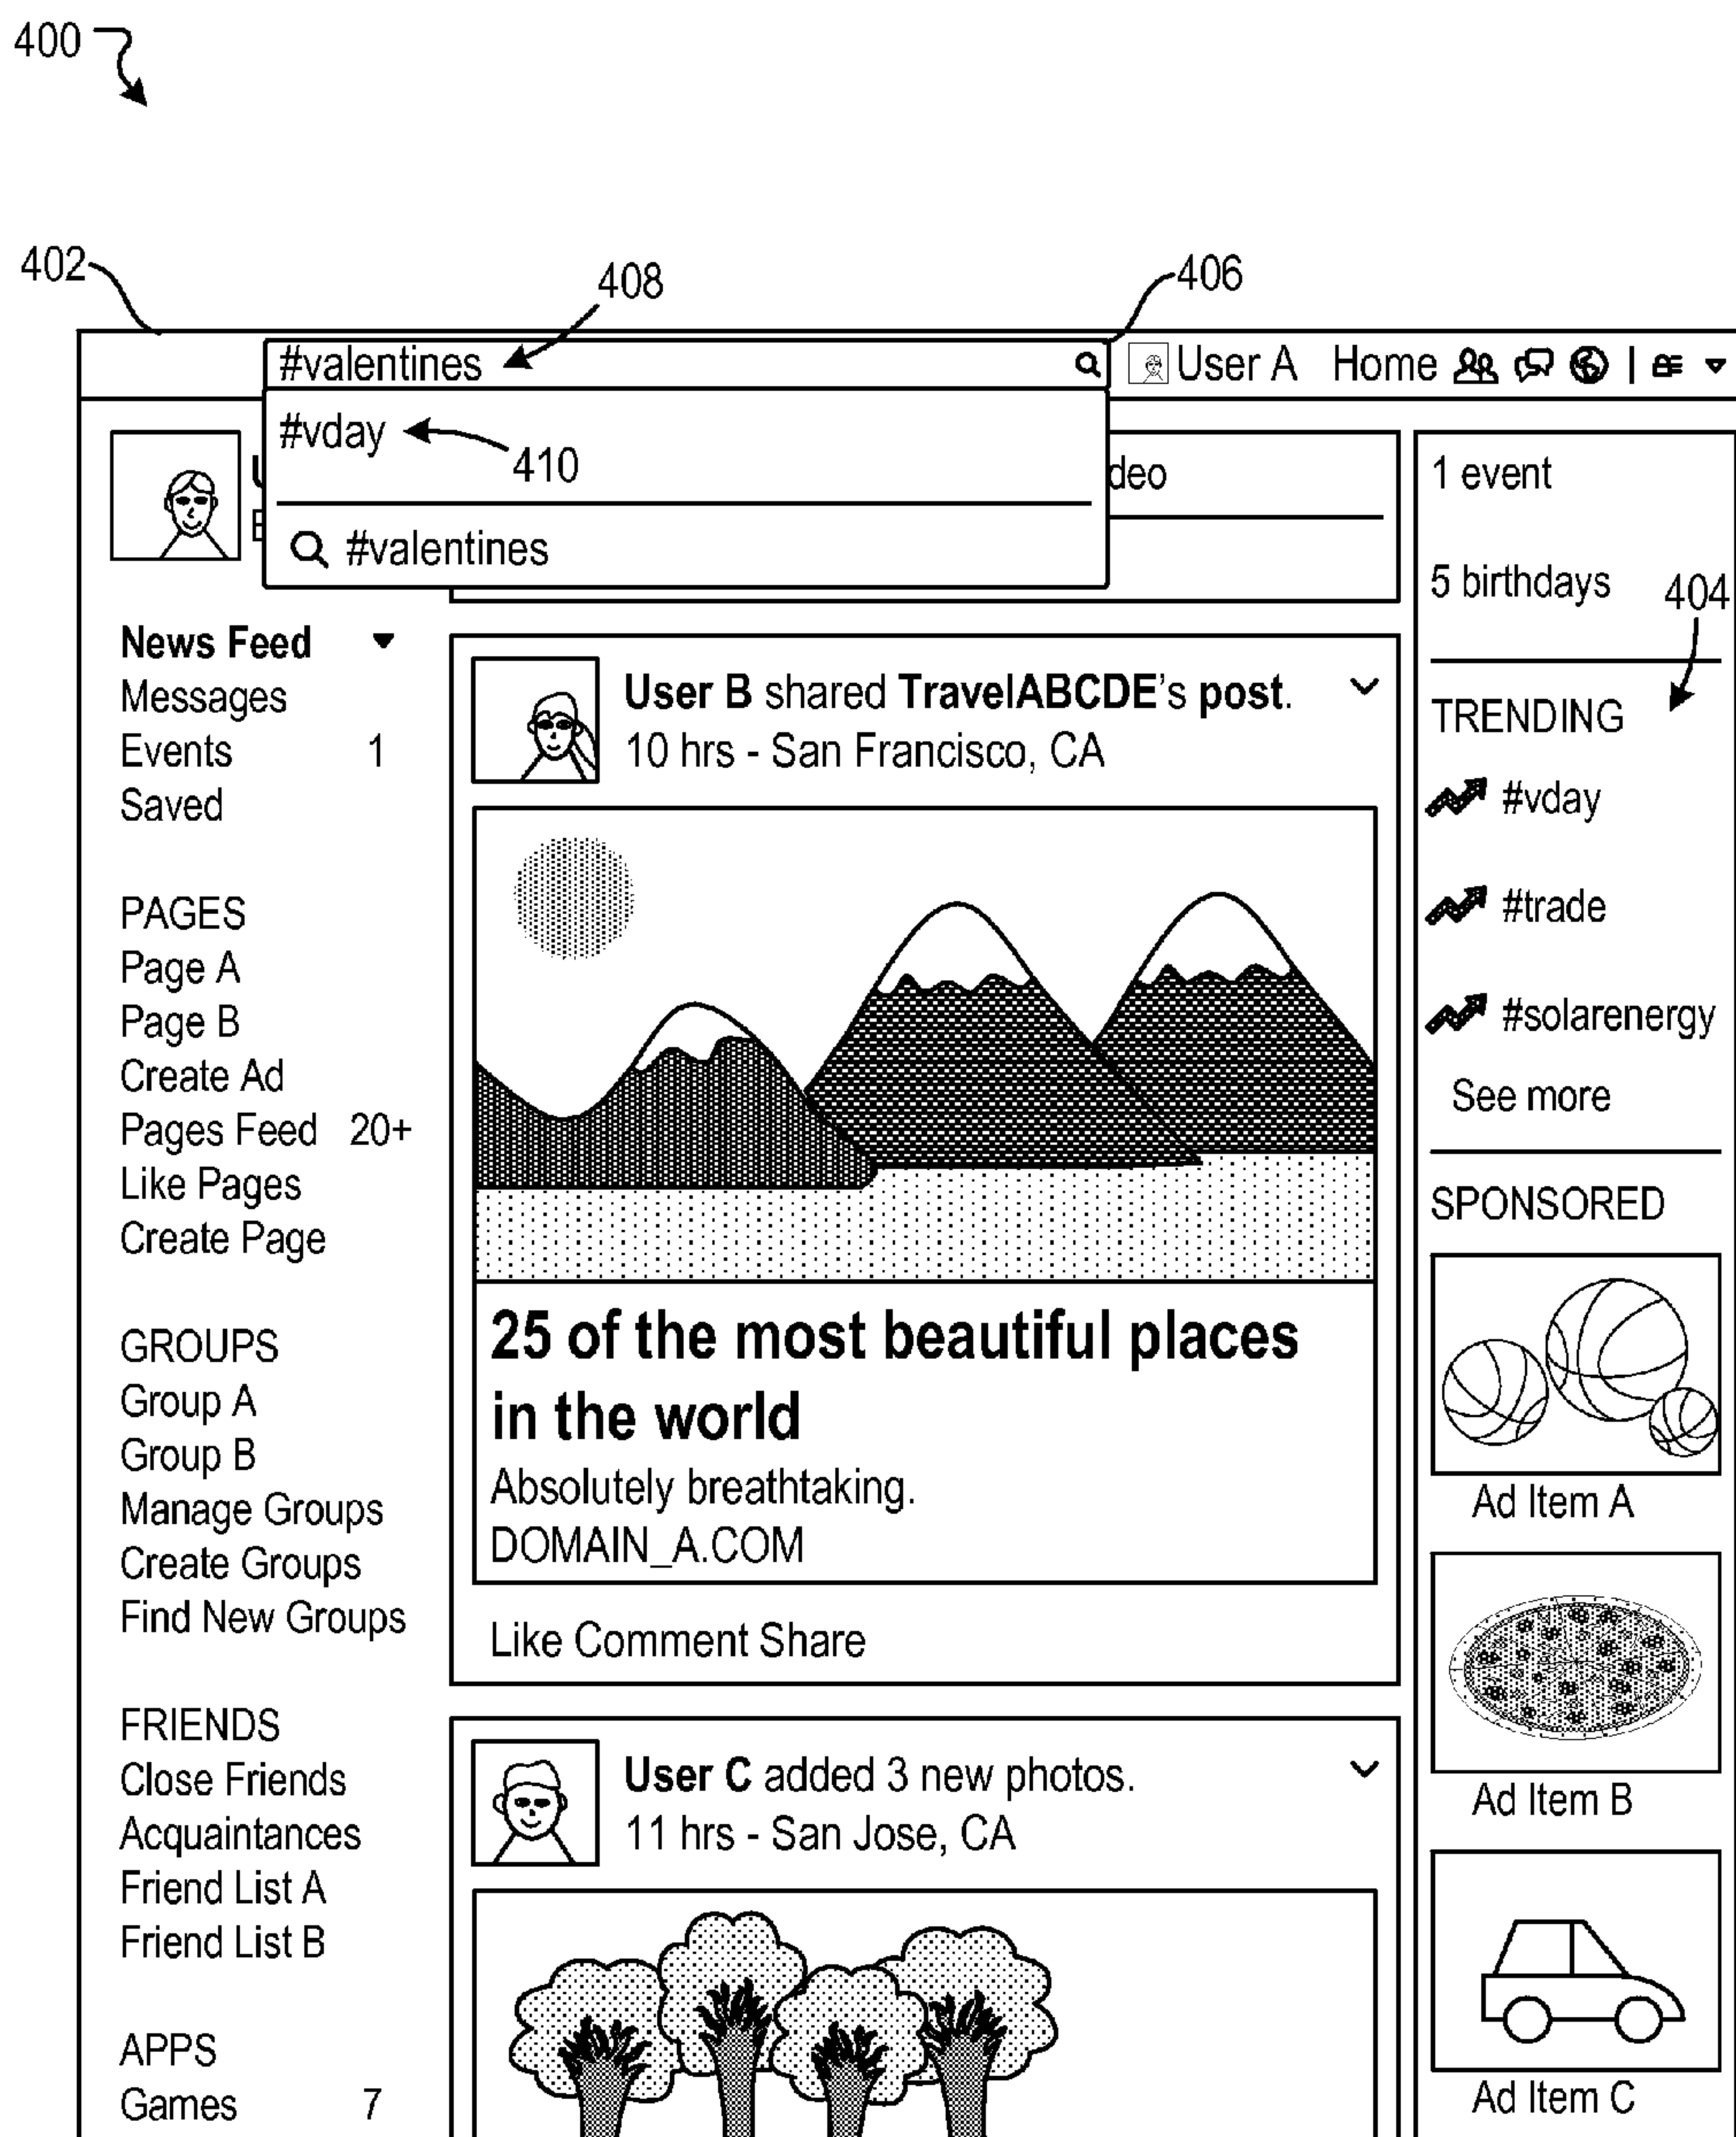 400
402
408
406
#valentines
User A Home
#vday
410
deo
#valentines
1 event
5 birthdays
404
News Feed
Messages
Events 1
Saved
PAGES
Page A
Page B
Create Ad
Pages Feed 20+
Like Pages
Create Page
GROUPS
Group A
Group B
Manage Groups
Create Groups
Find New Groups
FRIENDS
Close Friends
Acquaintances
Friend List A
Friend List B
APPS
Games 7
User B shared TravelABCDE's post.
10 hrs - San Francisco, CA
25 of the most beautiful places
in the world
Absolutely breathtaking.
DOMAIN_A.COM
Like Comment Share
User C added 3 new photos.
11 hrs - San Jose, CA
TRENDING
#vday
#trade
#solarenergy
See more
SPONSORED
Ad Item A
Ad Item B
Ad Item C